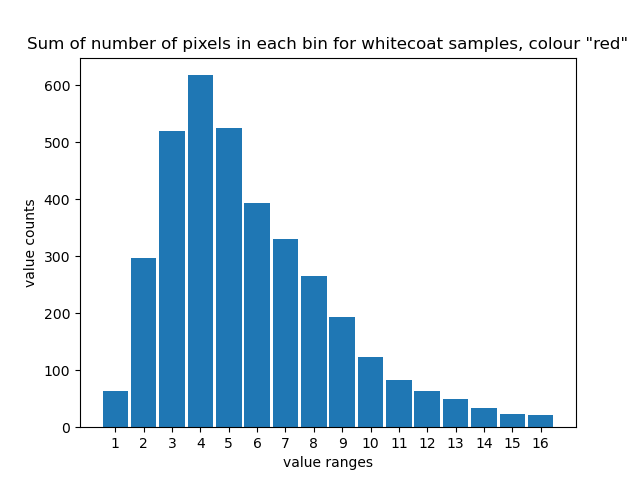 Sum of number of pixels in each bin for whitecoat samples, colour "red"
600
500
400
300
200
100
0
value counts
1 2 3 4 5 6 7 8 9 10 11 12 13 14 15 16
value ranges